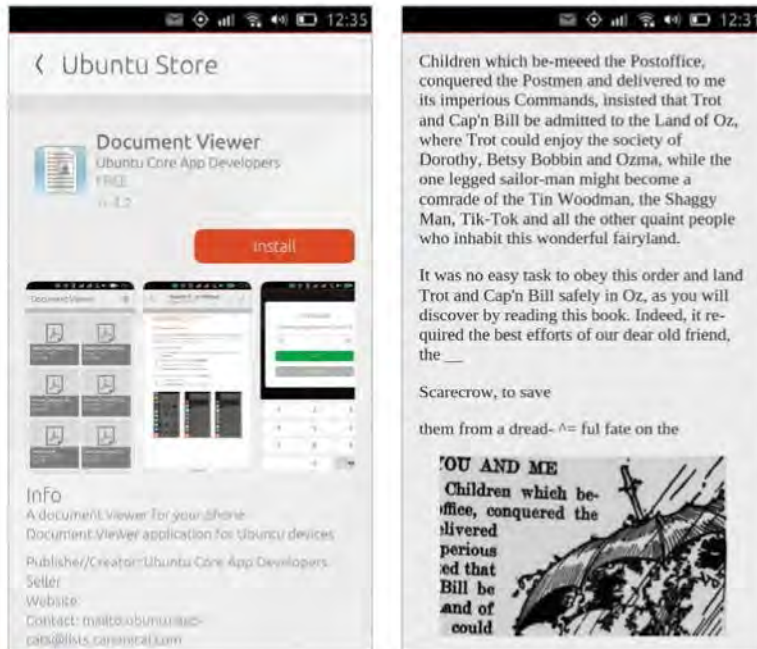 12:35
Ubuntu Store
Document Viewer
Ubuntu Core App Developers
FREE
Install
Document Viewer
Info
A document viewer for your phone
Document Viewer application for Ubuntu devices
Publisher/Creator: Ubuntu Core App Developers
Seller
Website:
12:31
Children which be-meeed the Postoffice,
conquered the Postmen and delivered to me
its imperious Commands, insisted that Trot
and Cap'n Bill be admitted to the Land of Oz,
where Trot could enjoy the society of
Dorothy, Betsy Bobbin and Ozma, while the
one legged sailor-man might become a
comrade of the Tin Woodman, the Shaggy
Man, Tik-Tok and all the other quaint people
who inhabit this wonderful fairyland.
It was no easy task to obey this order and land
Trot and Cap'n Bill safely in Oz, as you will
discover by reading this book. Indeed, it re-
quired the best efforts of our dear old friend,
the __
Scarecrow, to save
them from a dread- ^= ful fate on the
OU AND ME
Children which be-
ffice, conquered the
elivered
perious
ed that
Bill be
and of
could